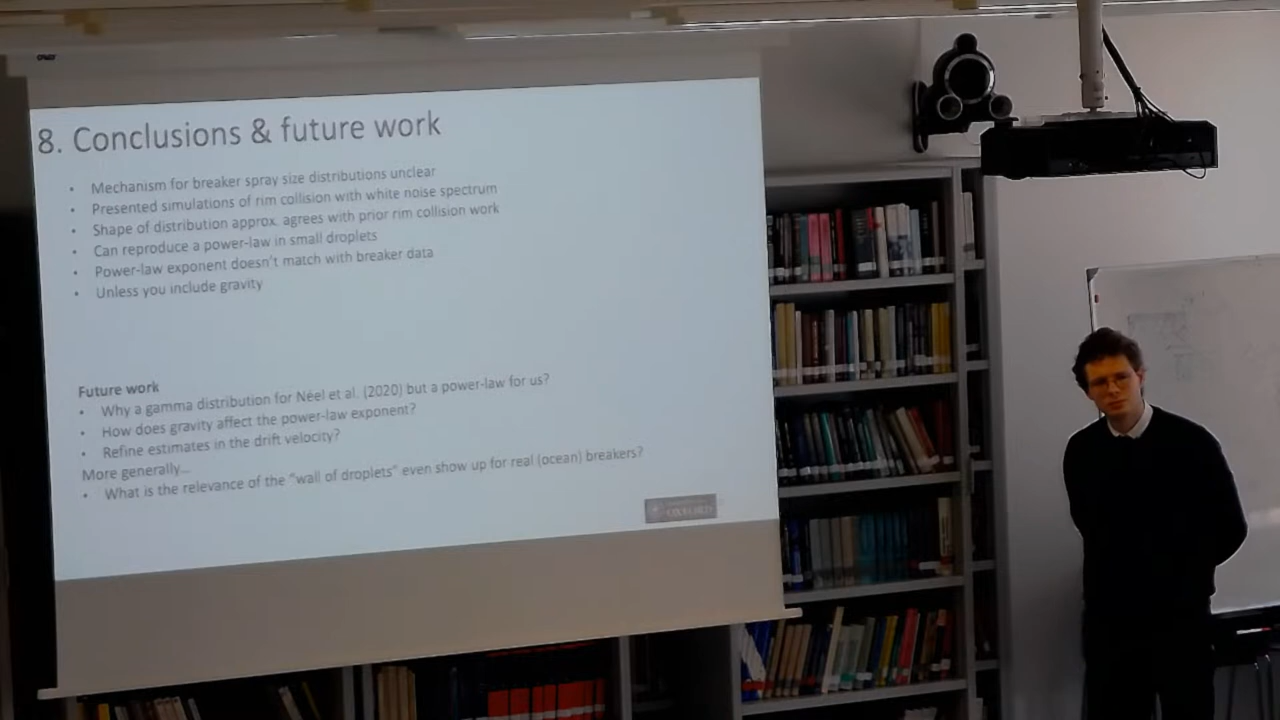 8. Conclusions & future work
• Mechanism for breaker spray size distributions unclear
• Presented simulations of rim collision with white noise spectrum
• Shape of distribution approx. agrees with prior rim collision work
• Can reproduce a power-law in small droplets
• Power-law exponent doesn't match with breaker data
• Unless you include gravity
Future work
• Why a gamma distribution for Néel et al. (2020) but a power-law for us?
• How does gravity affect the power-law exponent?
• Refine estimates in the drift velocity?
More generally…
• What is the relevance of the "wall of droplets" even show up for real (ocean) breakers?
OXFORD